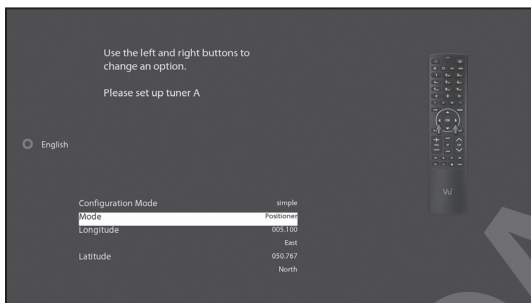 Use the left and right buttons to
change an option.
Please set up tuner A
English
Configuration Mode simple
Mode Positioner
Longitude 005.100
East
Latitude 050.767
North